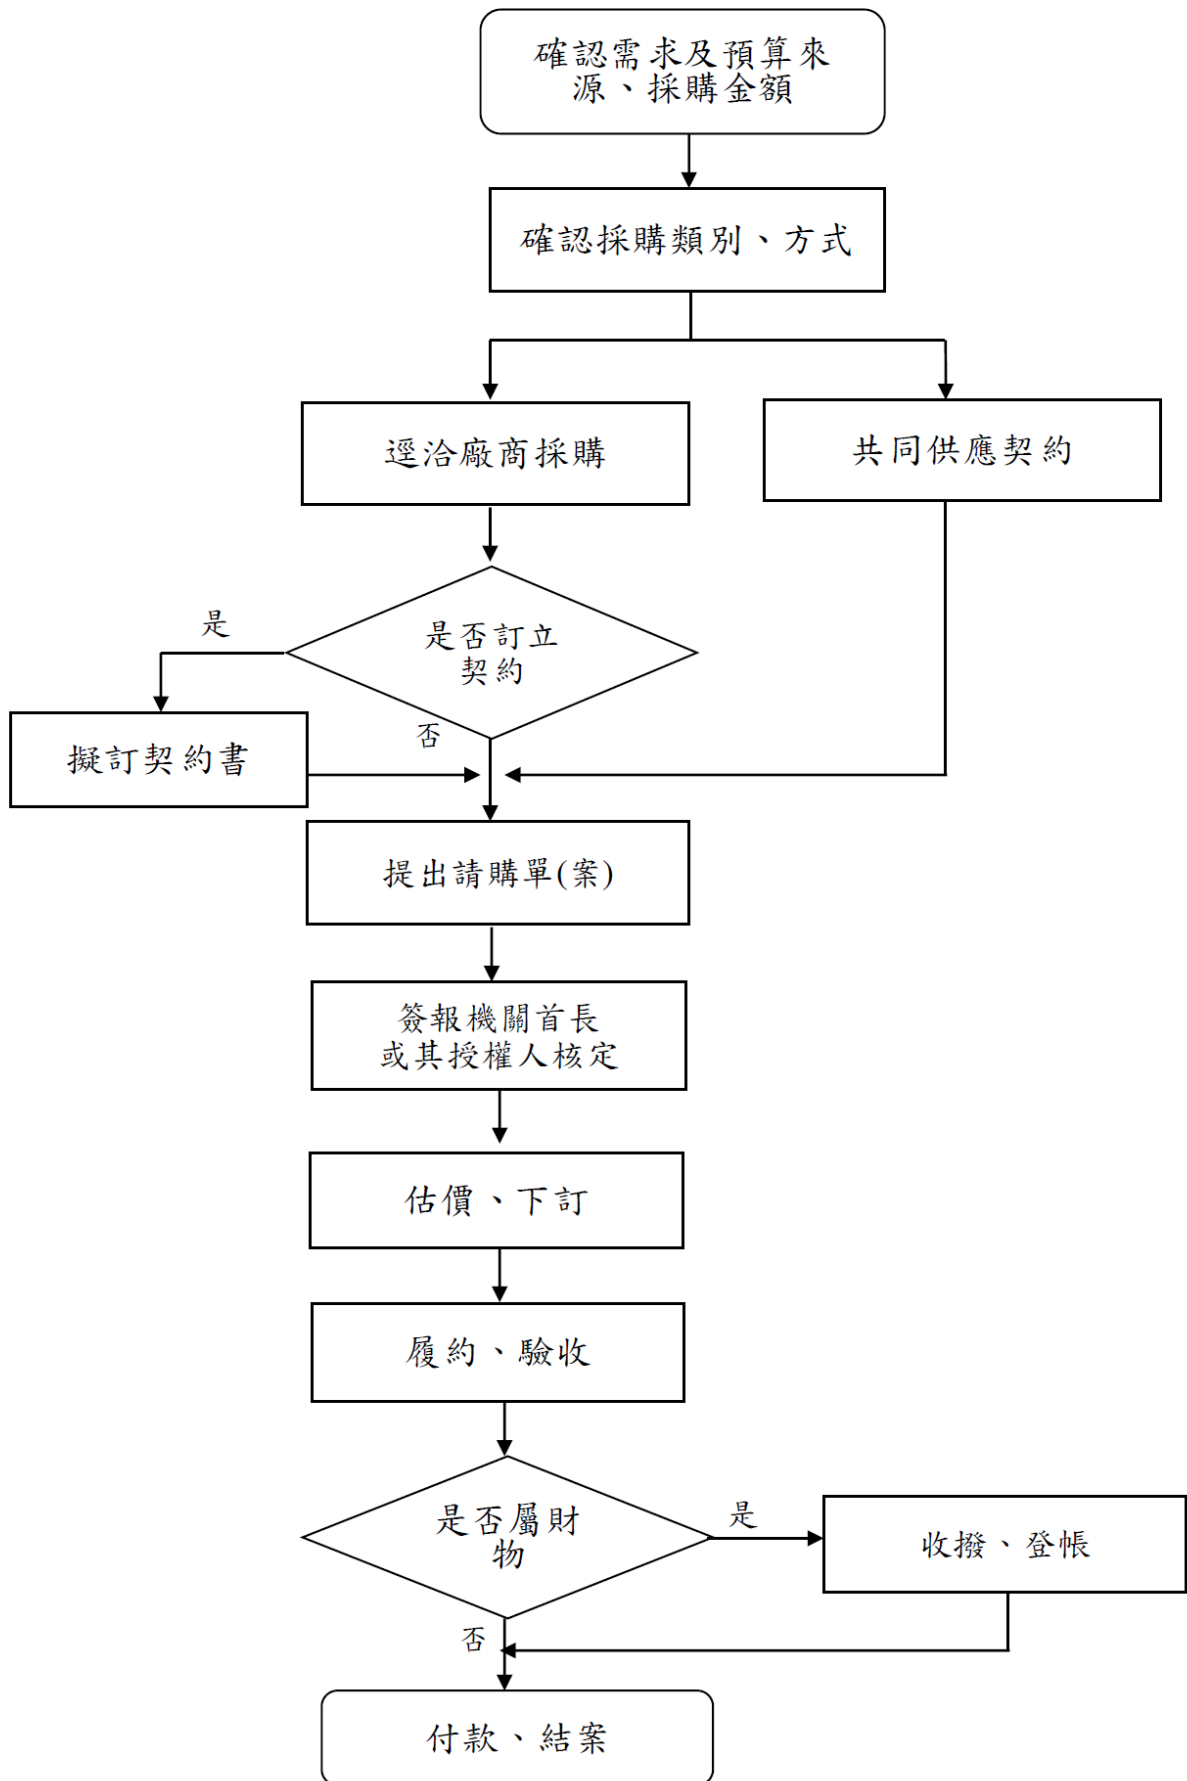 確認需求及預算來
源、採購金額
確認採購類別、方式
逕洽廠商採購
共同供應契約
是
是否訂立
契約
否
擬訂契約書
提出請購單(案)
簽報機關首長
或其授權人核定
估價、下訂
履約、驗收
是否屬財
物
是
收撥、登帳
否
付款、結案